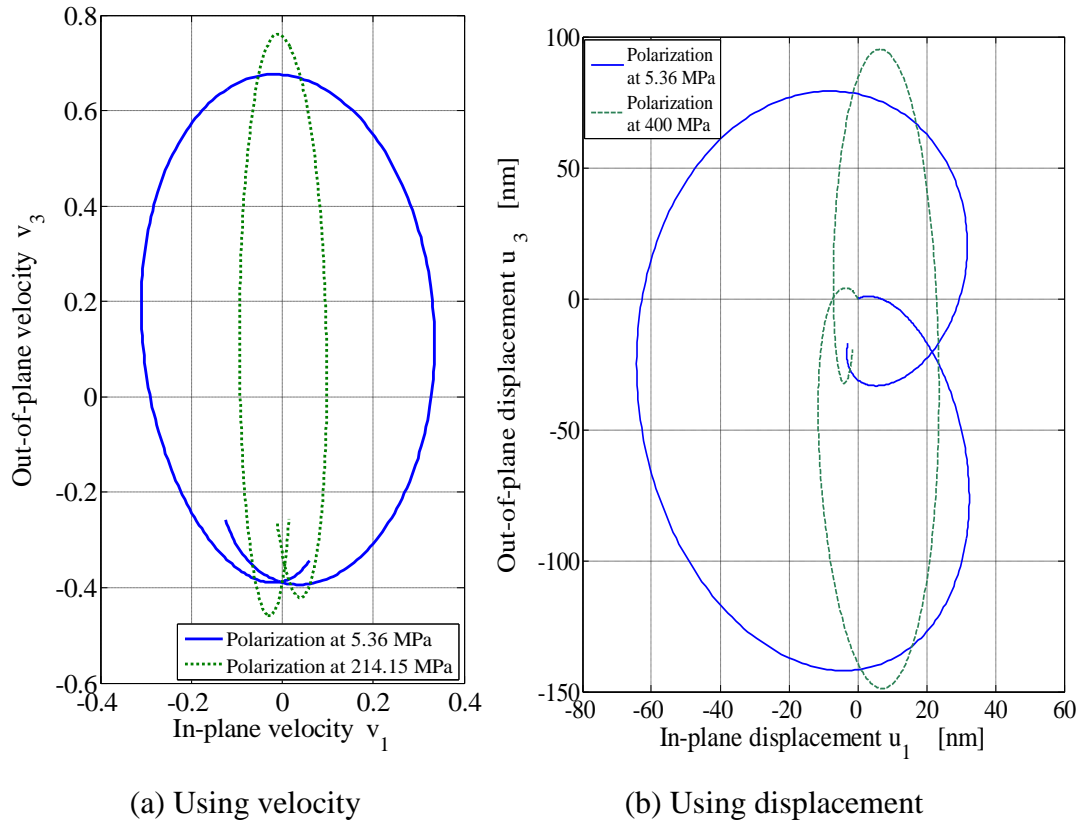 0.8
0.6
0.4
0.2
0
-0.2
-0.4
-0.6
-0.4
-0.2
0
0.2
0.4
Out-of-plane velocity v_3
In-plane velocity v_1
Polarization at 5.36 MPa
Polarization at 214.15 MPa
(a) Using velocity
100
50
0
-50
-100
-150
-80
-60
-40
-20
0
20
40
60
Out-of-plane displacement u_3 [nm]
In-plane displacement u_1 [nm]
Polarization
at 5.36 MPa
Polarization
at 400 MPa
(b) Using displacement